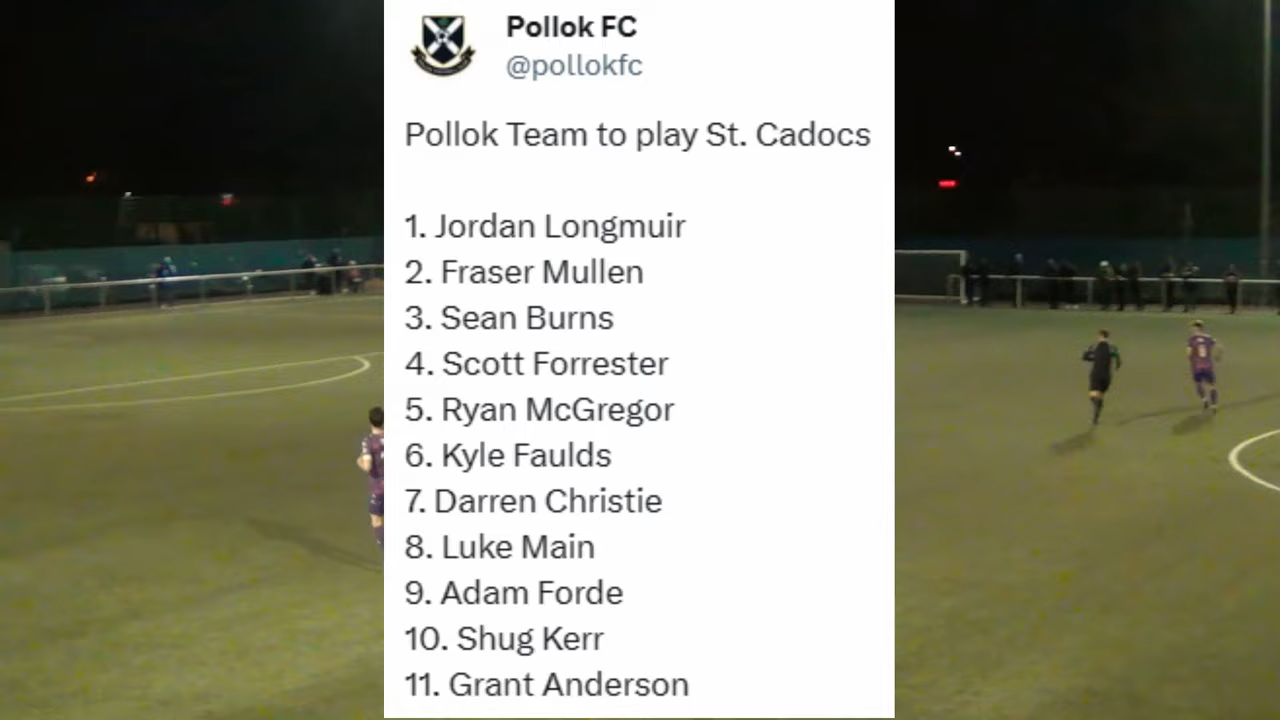 Pollok FC
@pollokfc
Pollok Team to play St. Cadocs
1. Jordan Longmuir
2. Fraser Mullen
3. Sean Burns
4. Scott Forrester
5. Ryan McGregor
6. Kyle Faulds
7. Darren Christie
8. Luke Main
9. Adam Forde
10. Shug Kerr
11. Grant Anderson